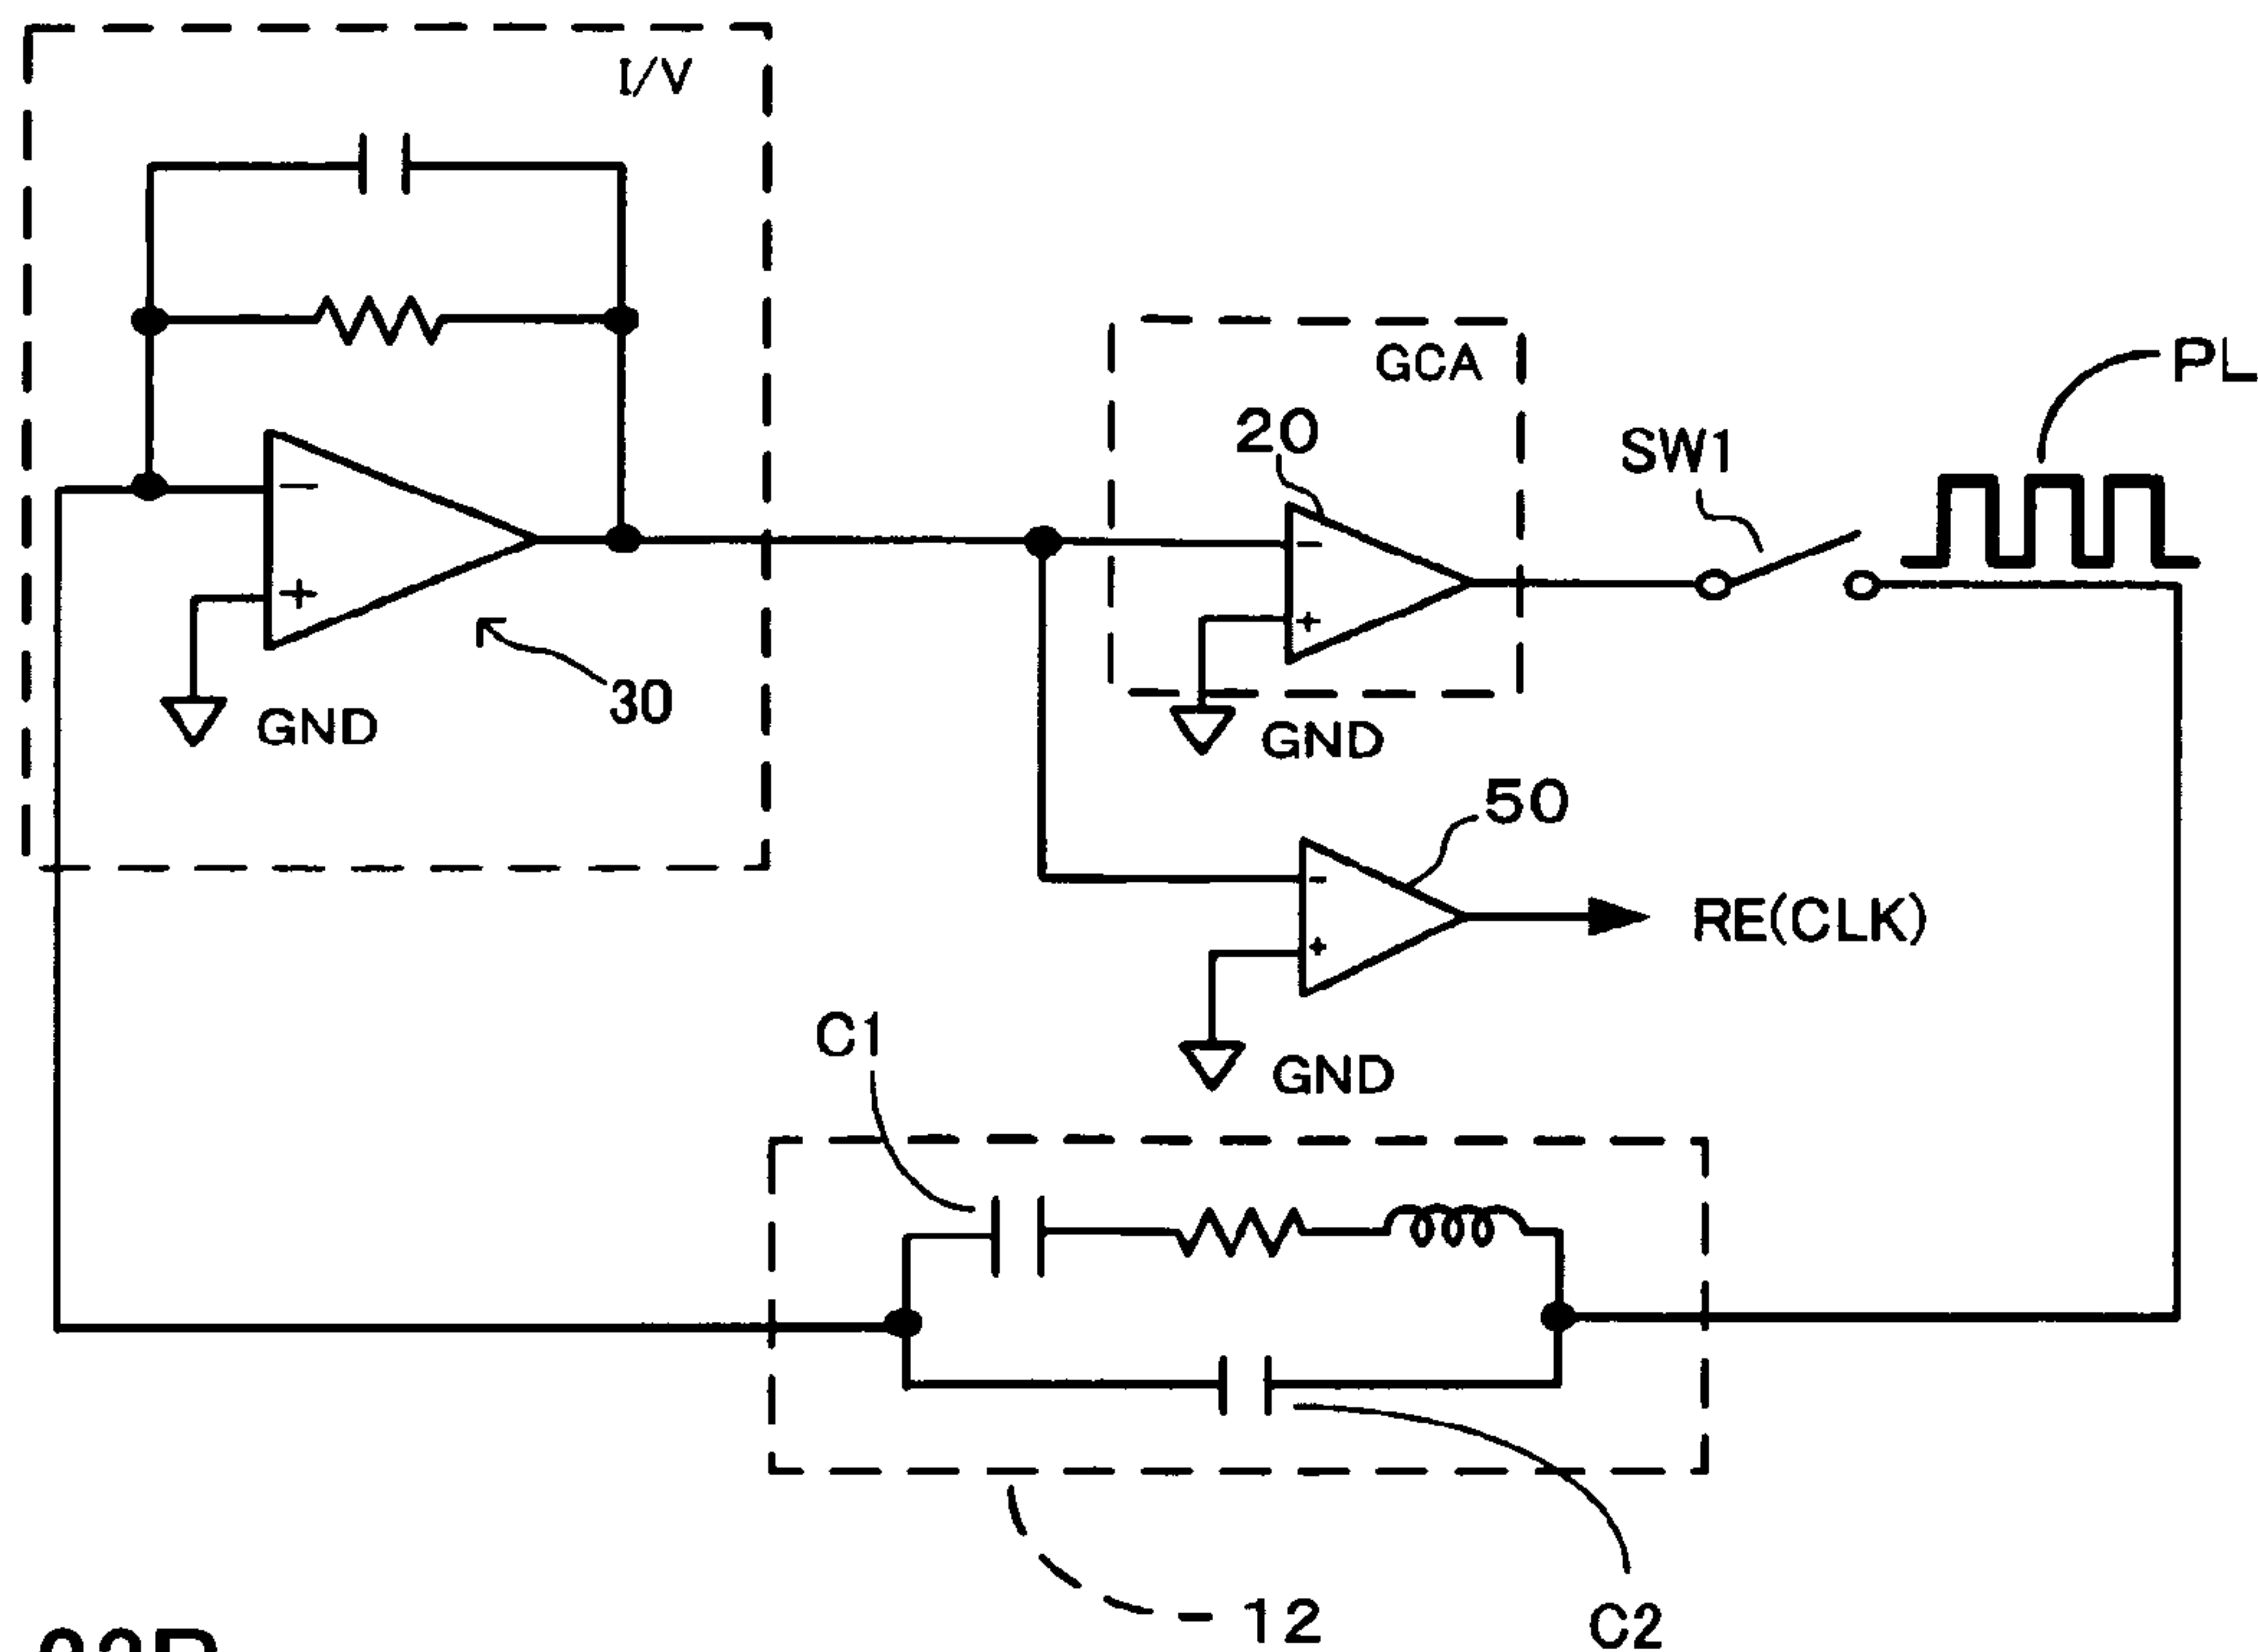 I/V
GCA
PL
20
SW1
−
−
+
+
30
GND
GND
50
−
RE(CLK)
+
C1
GND
12
C2